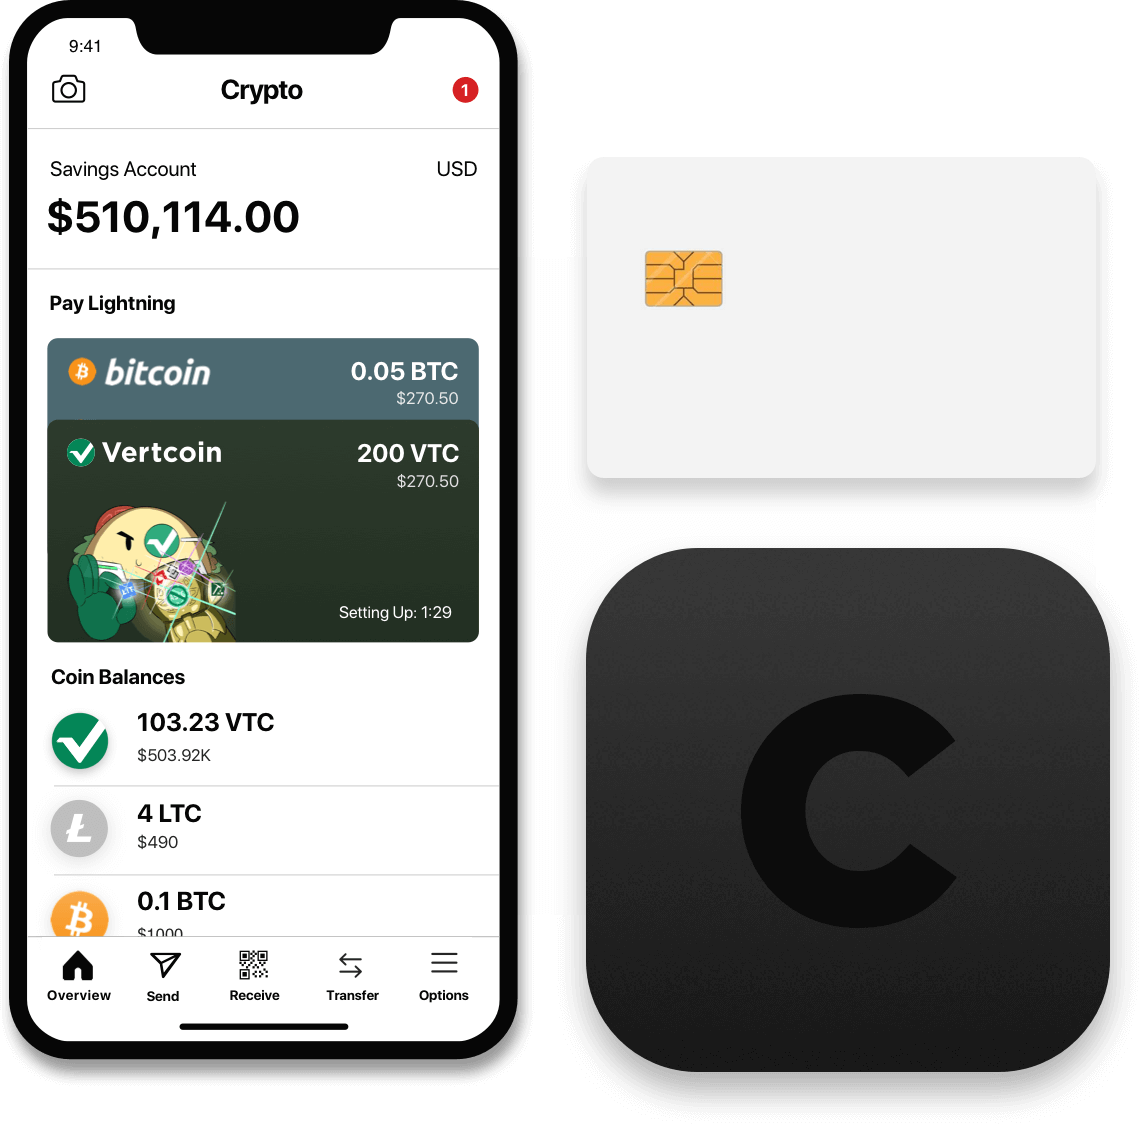 9:41
Crypto
1
Savings Account
USD
$510,114.00
Pay Lightning
bitcoin
0.05 BTC
$270.50
Vertcoin
200 VTC
$270.50
LTC
Setting Up: 1:29
Coin Balances
103.23 VTC
$503.92K
4 LTC
$490
0.1 BTC
$1000
Overview
Send
Receive
Transfer
Options
C